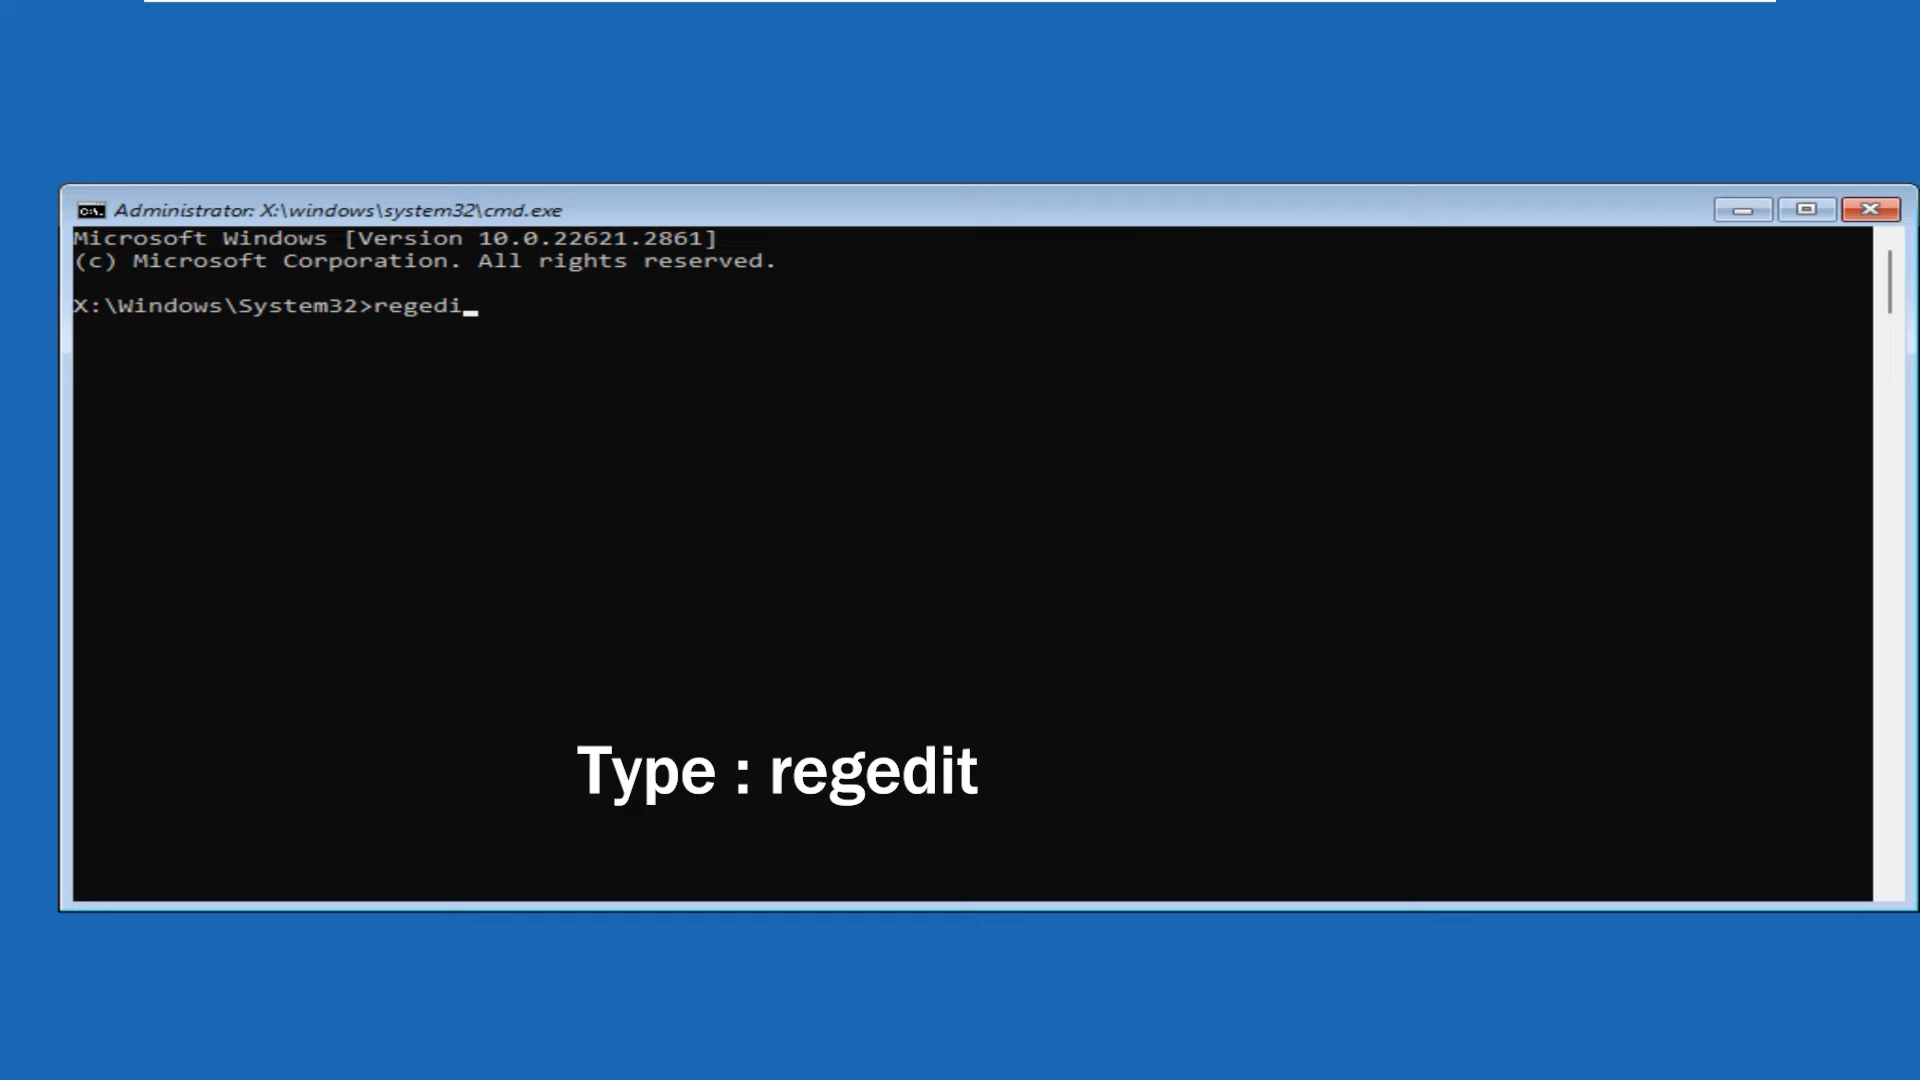 Administrator: X:\windows\system32\cmd.exe
Microsoft Windows [Version 10.0.22621.2861]
(c) Microsoft Corporation. All rights reserved.
X:\Windows\System32>regedi
Type : regedit